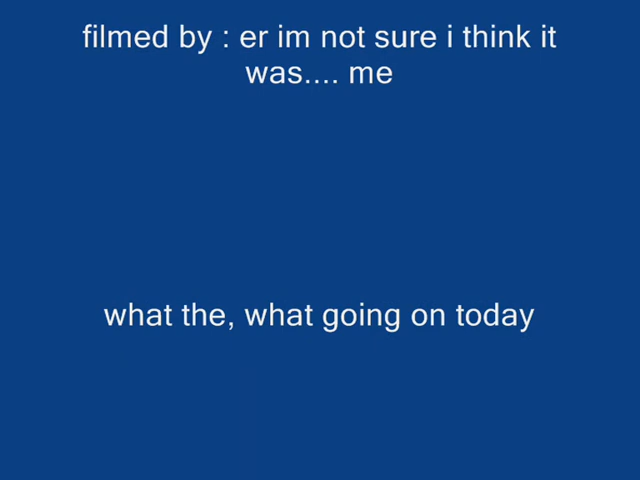 filmed by : er im not sure i think it
was.... me
what the, what going on today